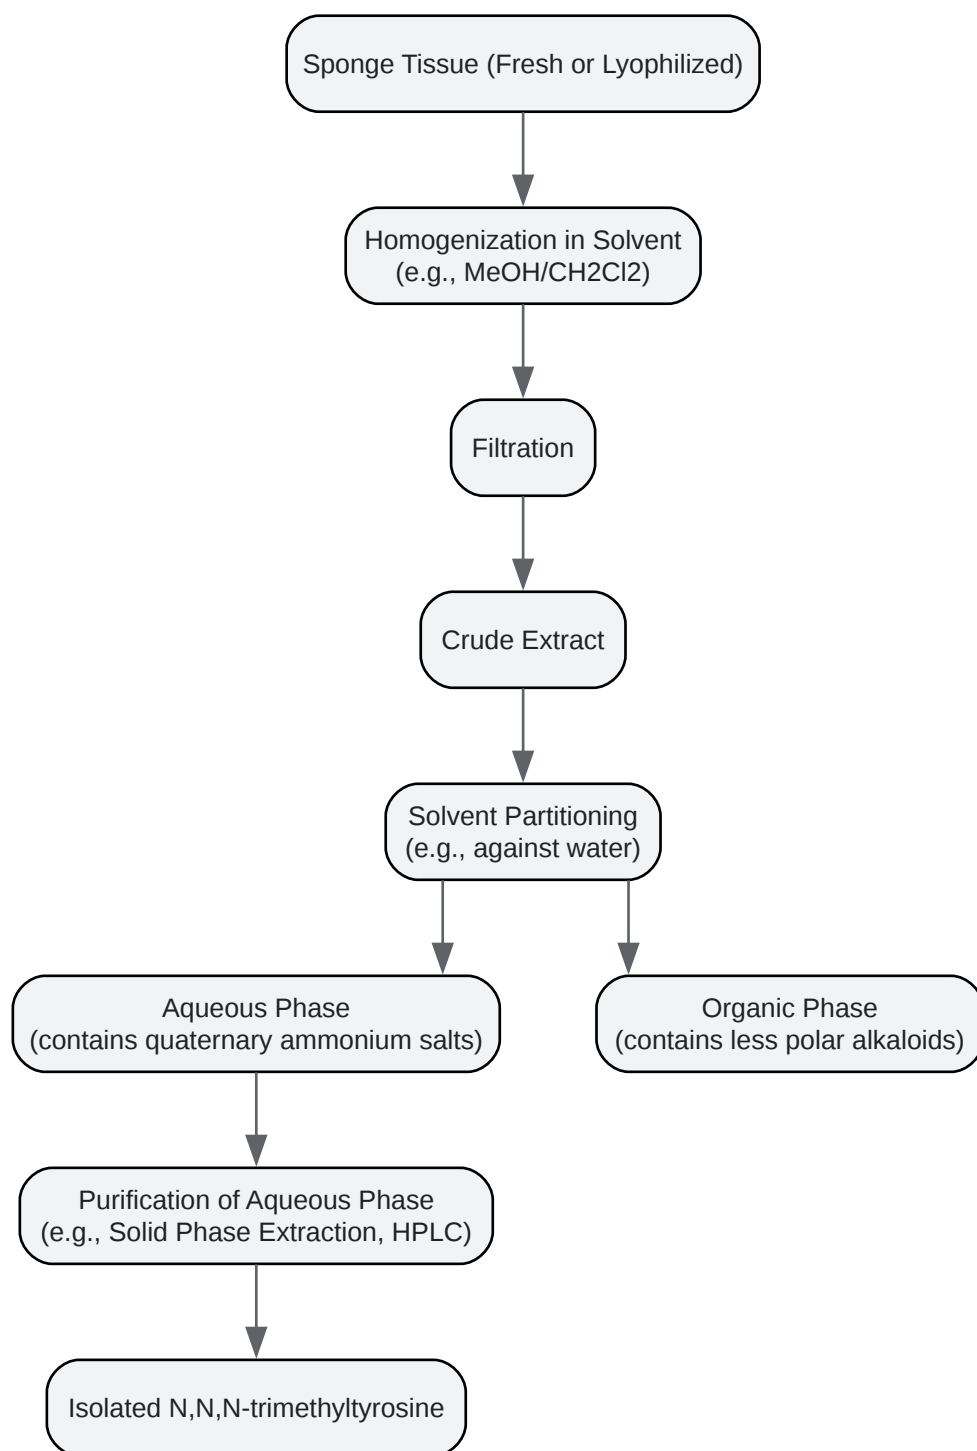 Sponge Tissue (Fresh or Lyophilized)
Homogenization in Solvent
(e.g., MeOH/CH2Cl2)
Filtration
Crude Extract
Solvent Partitioning
(e.g., against water)
Aqueous Phase
(contains quaternary ammonium salts)
Organic Phase
(contains less polar alkaloids)
Purification of Aqueous Phase
(e.g., Solid Phase Extraction, HPLC)
Isolated N,N,N-trimethyltyrosine